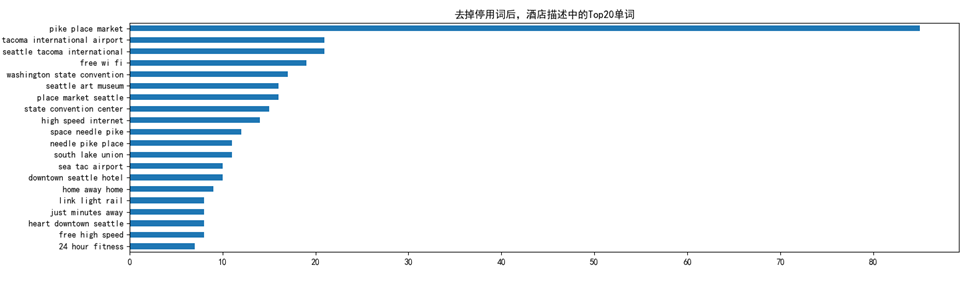 去掉停用词后，酒店描述中的Top20单词
pike place market
tacoma international airport
seattle tacoma international
free wi fi
washington state convention
seattle art museum
place market seattle
state convention center
high speed internet
space needle pike
needle pike place
south lake union
sea tac airport
downtown seattle hotel
home away home
link light rail
just minutes away
heart downtown seattle
free high speed
24 hour fitness
0 10 20 30 40 50 60 70 80